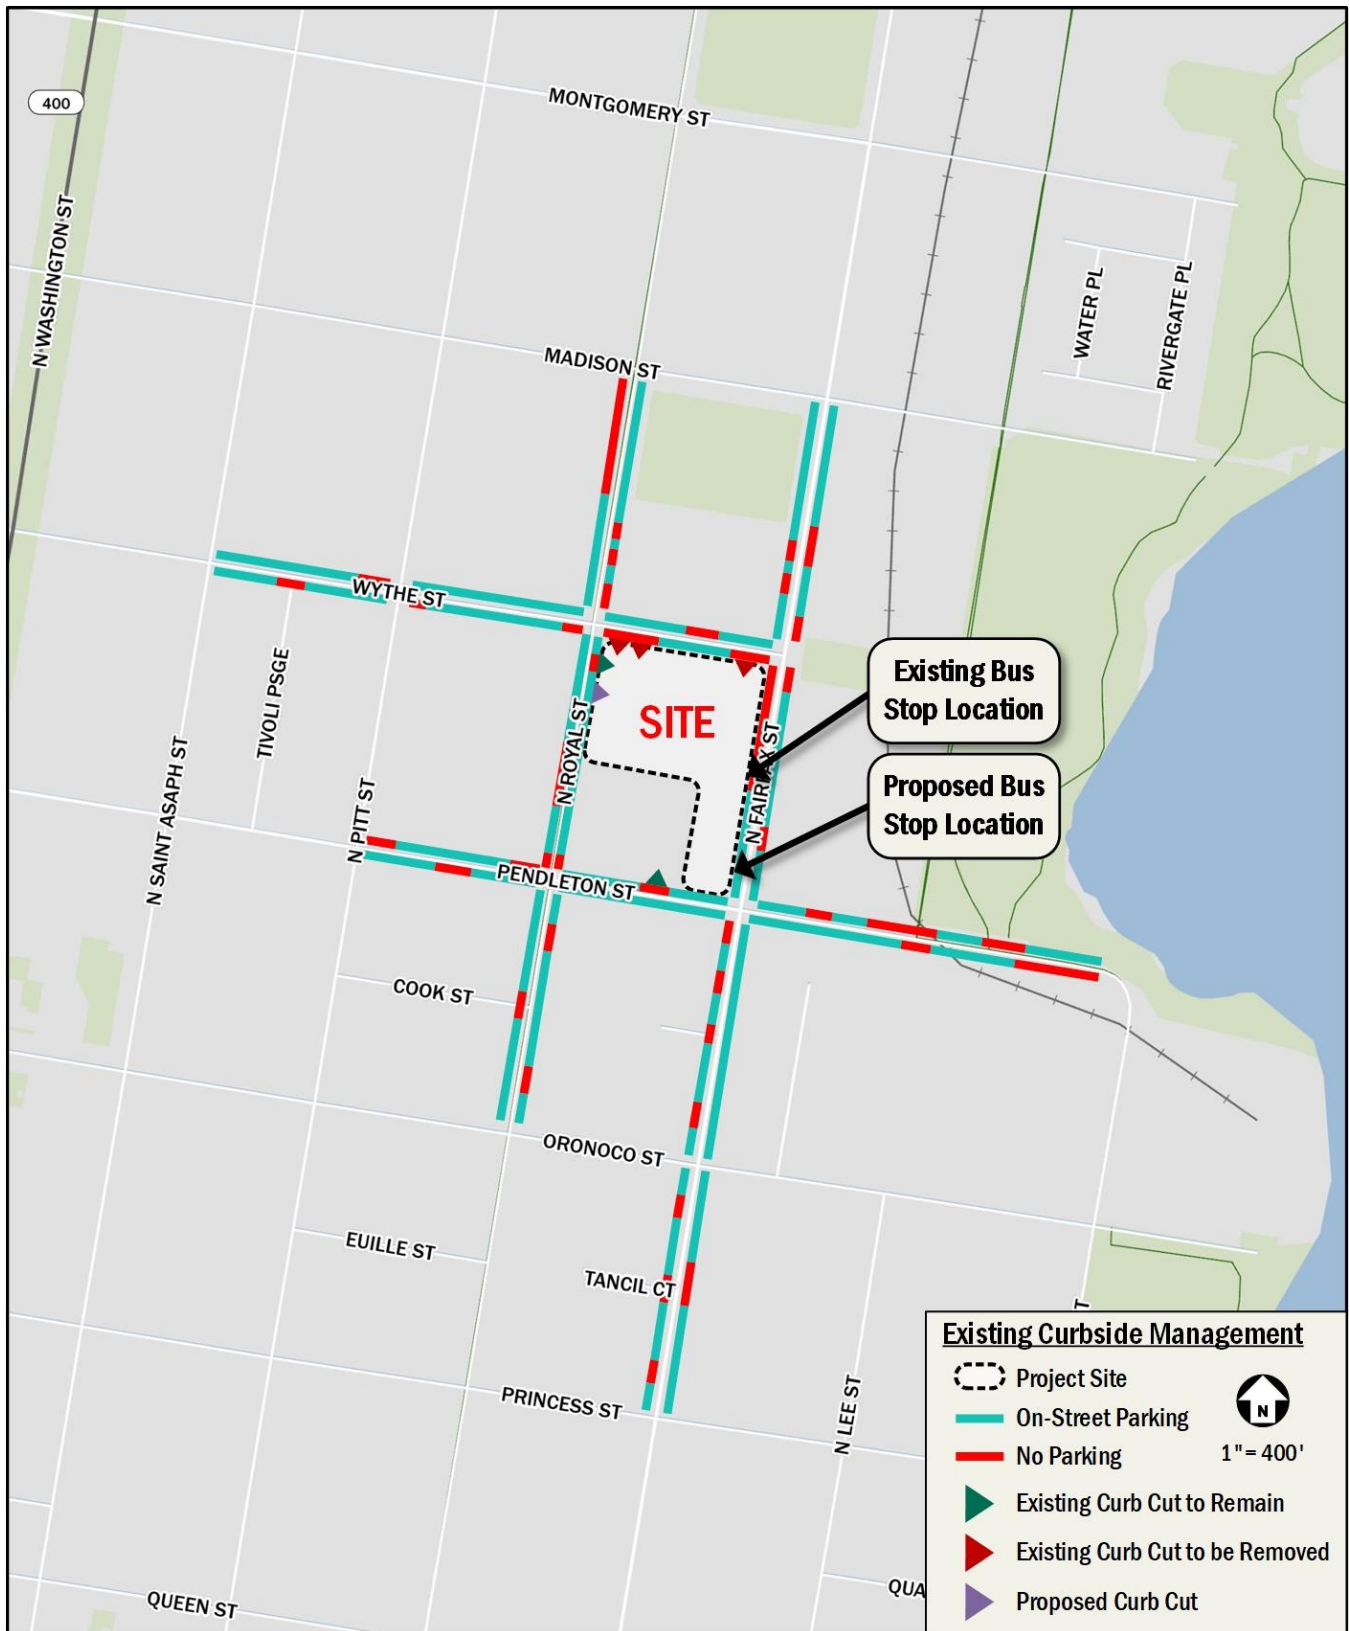 400
MONTGOMERY ST
N WASHINGTON ST
WATER PL
RIVERGATE PL
MADISON ST
WYTHE ST
Existing Bus
Stop Location
SITE
TIVOLI PSGE
N ROYAL ST
N FAIRFAX ST
N SAINT ASAPH ST
N PITT ST
Proposed Bus
Stop Location
PENDLETON ST
COOK ST
ORONOCO ST
EUILLE ST
TANCIL CT
T
PRINCESS ST
N LEE ST
QUEEN ST
QUA
Existing Curbside Management
Project Site
On-Street Parking
No Parking
N
1" = 400'
Existing Curb Cut to Remain
Existing Curb Cut to be Removed
Proposed Curb Cut